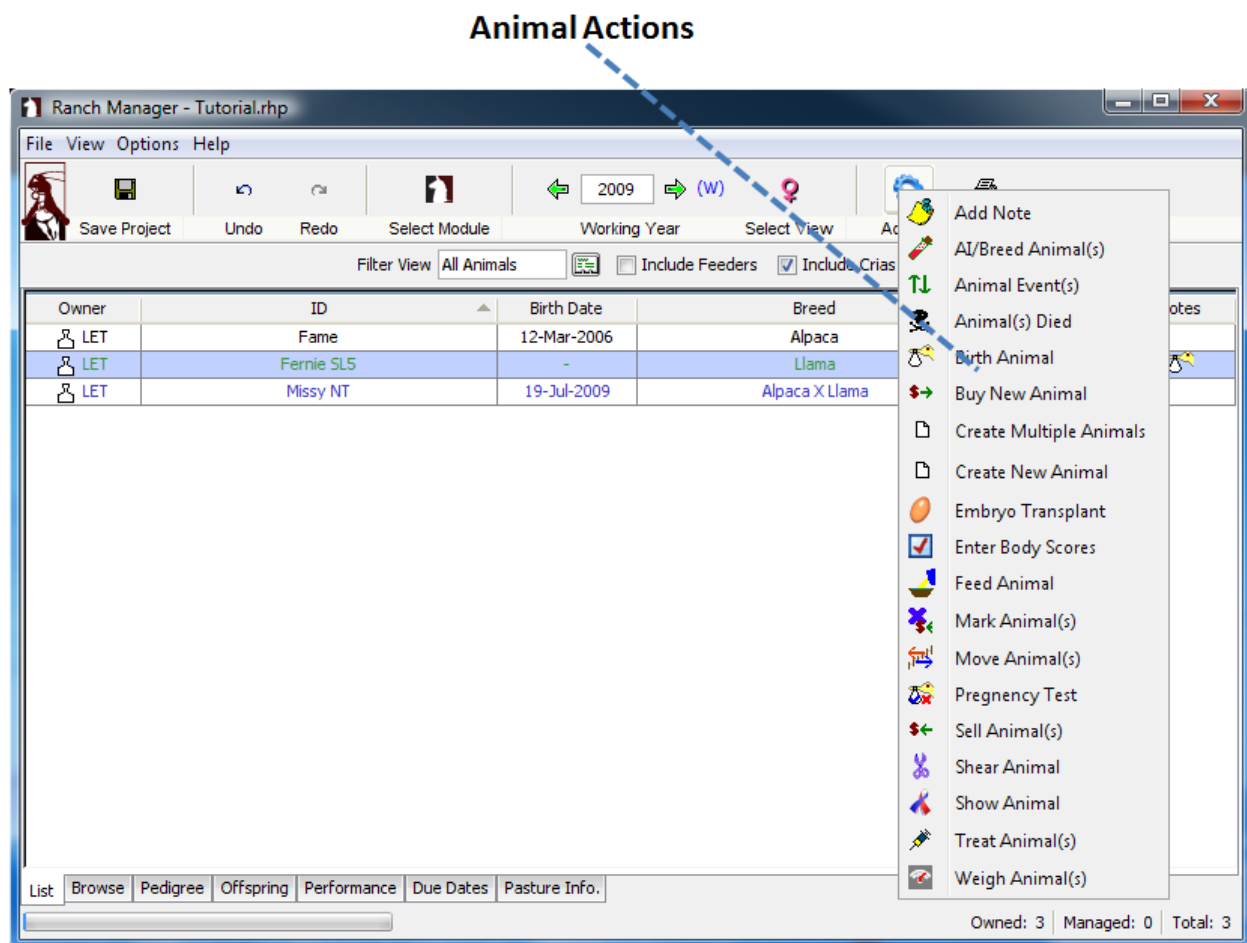 Animal Actions
Ranch Manager - Tutorial.rhp
File View Options Help
2009 (W)
Save Project Undo Redo Select Module Working Year Select View Ac
Filter View All Animals Include Feeders Include Crias
Owner ID Birth Date Breed otes
LET Fame 12-Mar-2006 Alpaca
LET Fernie SL5 - Llama
LET Missy NT 19-Jul-2009 Alpaca X Llama
Add Note
AI/Breed Animal(s)
Animal Event(s)
Animal(s) Died
Birth Animal
Buy New Animal
Create Multiple Animals
Create New Animal
Embryo Transplant
Enter Body Scores
Feed Animal
Mark Animal(s)
Move Animal(s)
Pregnency Test
Sell Animal(s)
Shear Animal
Show Animal
Treat Animal(s)
Weigh Animal(s)
List Browse Pedigree Offspring Performance Due Dates Pasture Info.
Owned: 3 Managed: 0 Total: 3